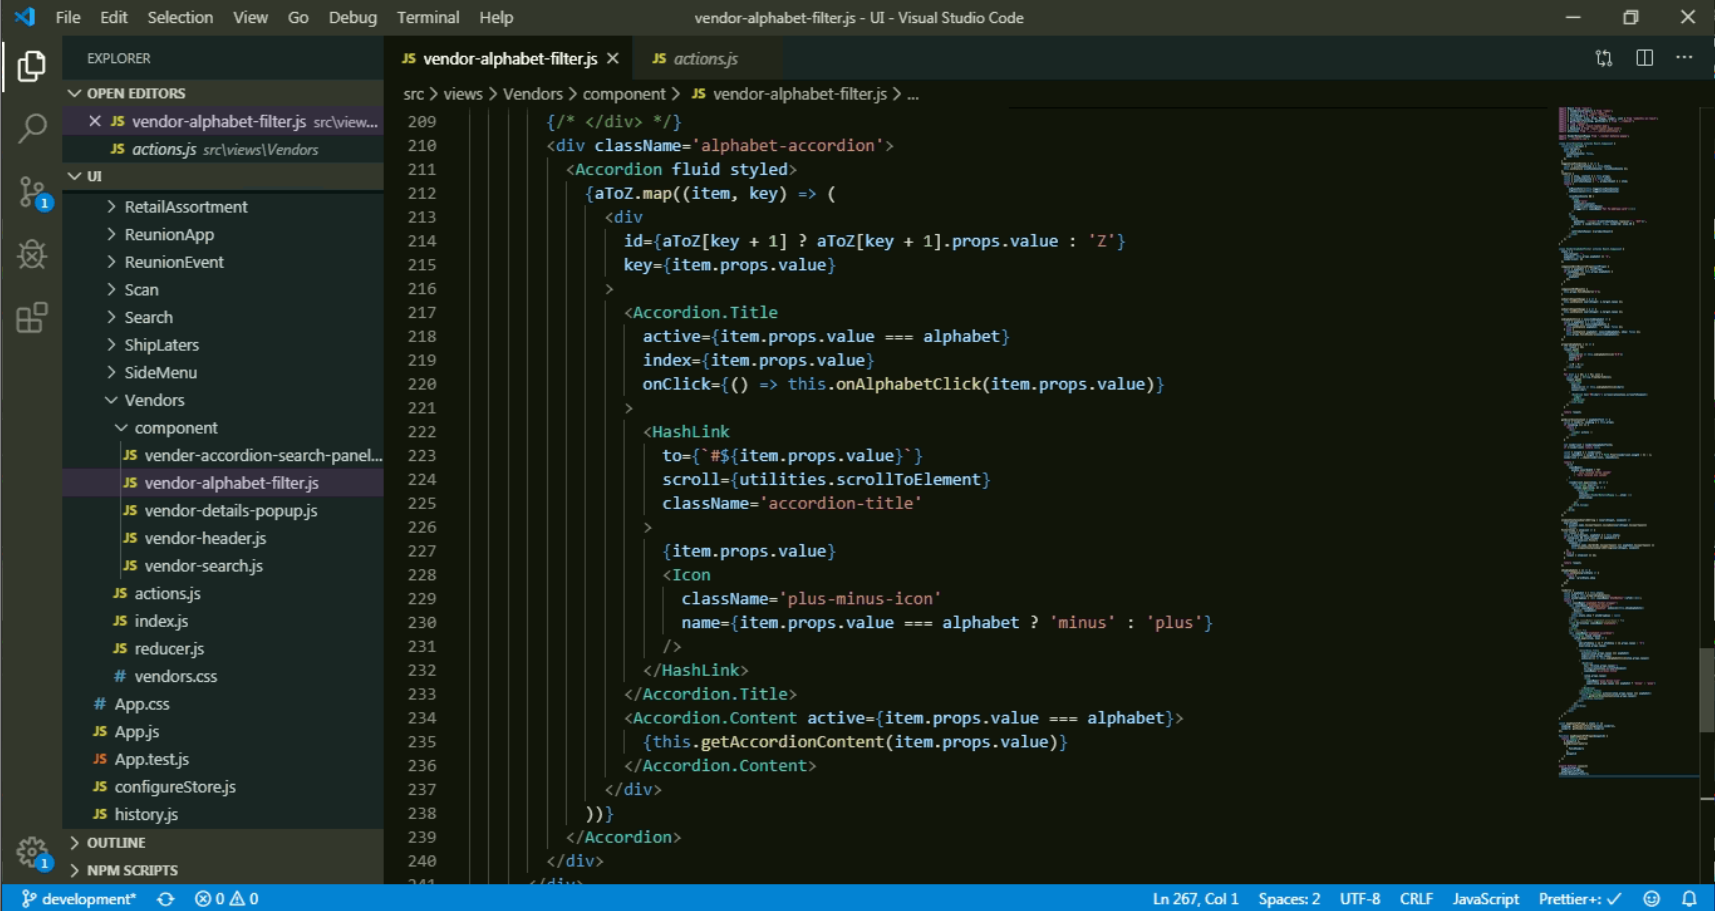 File Edit Selection View Go Debug Terminal Help vendor-alphabet-filter.js - UI - Visual Studio Code
EXPLORER
OPEN EDITORS
JS vendor-alphabet-filter.js src\view...
JS actions.js src\views\Vendors
UI
RetailAssortment
ReunionApp
ReunionEvent
Scan
Search
ShipLaters
SideMenu
Vendors
component
JS vender-accordion-search-panel...
JS vendor-alphabet-filter.js
JS vendor-details-popup.js
JS vendor-header.js
JS vendor-search.js
JS actions.js
JS index.js
JS reducer.js
# vendors.css
# App.css
JS App.js
JS App.test.js
JS configureStore.js
JS history.js
OUTLINE
NPM SCRIPTS
1
1
JS vendor-alphabet-filter.js JS actions.js
src > views > Vendors > component > JS vendor-alphabet-filter.js > ...
209 {/* </div> */}
210 <div className='alphabet-accordion'>
211 <Accordion fluid styled>
212 {aToZ.map((item, key) => (
213 <div
214 id={aToZ[key + 1] ? aToZ[key + 1].props.value : 'Z'}
215 key={item.props.value}
216 >
217 <Accordion.Title
218 active={item.props.value === alphabet}
219 index={item.props.value}
220 onClick={() => this.onAlphabetClick(item.props.value)}
221 >
222 <HashLink
223 to={`#${item.props.value}`}
224 scroll={utilities.scrollToElement}
225 className='accordion-title'
226 >
227 {item.props.value}
228 <Icon
229 className='plus-minus-icon'
230 name={item.props.value === alphabet ? 'minus' : 'plus'}
231 />
232 </HashLink>
233 </Accordion.Title>
234 <Accordion.Content active={item.props.value === alphabet}>
235 {this.getAccordionContent(item.props.value)}
236 </Accordion.Content>
237 </div>
238 ))}
239 </Accordion>
240 </div>
241 </div>
development* 0 0 Ln 267, Col 1 Spaces: 2 UTF-8 CRLF JavaScript Prettier+: ✓